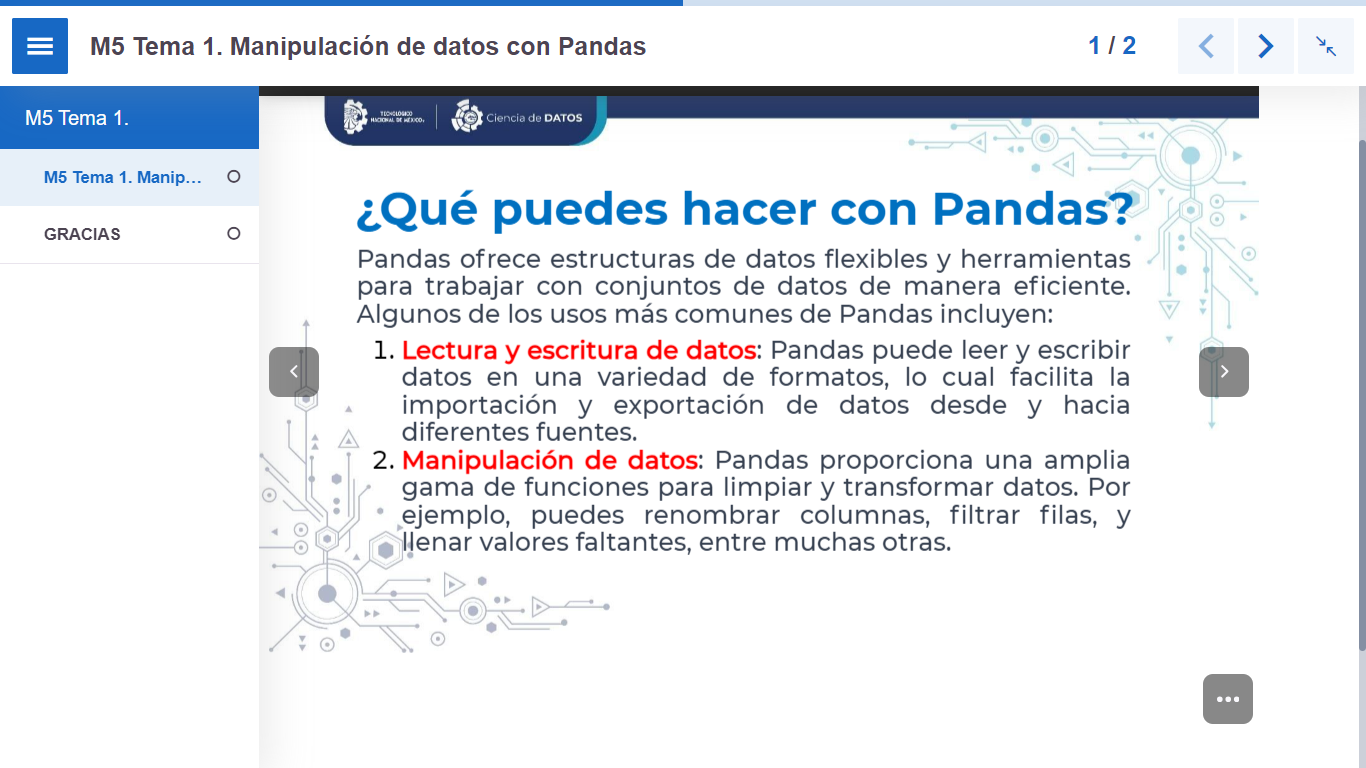 M5 Tema 1. Manipulación de datos con Pandas
1 / 2
M5 Tema 1.
M5 Tema 1. Manip...
GRACIAS
TECNOLÓGICO
NACIONAL DE MÉXICO®
Ciencia de DATOS
¿Qué puedes hacer con Pandas?
Pandas ofrece estructuras de datos flexibles y herramientas
para trabajar con conjuntos de datos de manera eficiente.
Algunos de los usos más comunes de Pandas incluyen:
1. Lectura y escritura de datos: Pandas puede leer y escribir
datos en una variedad de formatos, lo cual facilita la
importación y exportación de datos desde y hacia
diferentes fuentes.
2. Manipulación de datos: Pandas proporciona una amplia
gama de funciones para limpiar y transformar datos. Por
ejemplo, puedes renombrar columnas, filtrar filas, y
llenar valores faltantes, entre muchas otras.